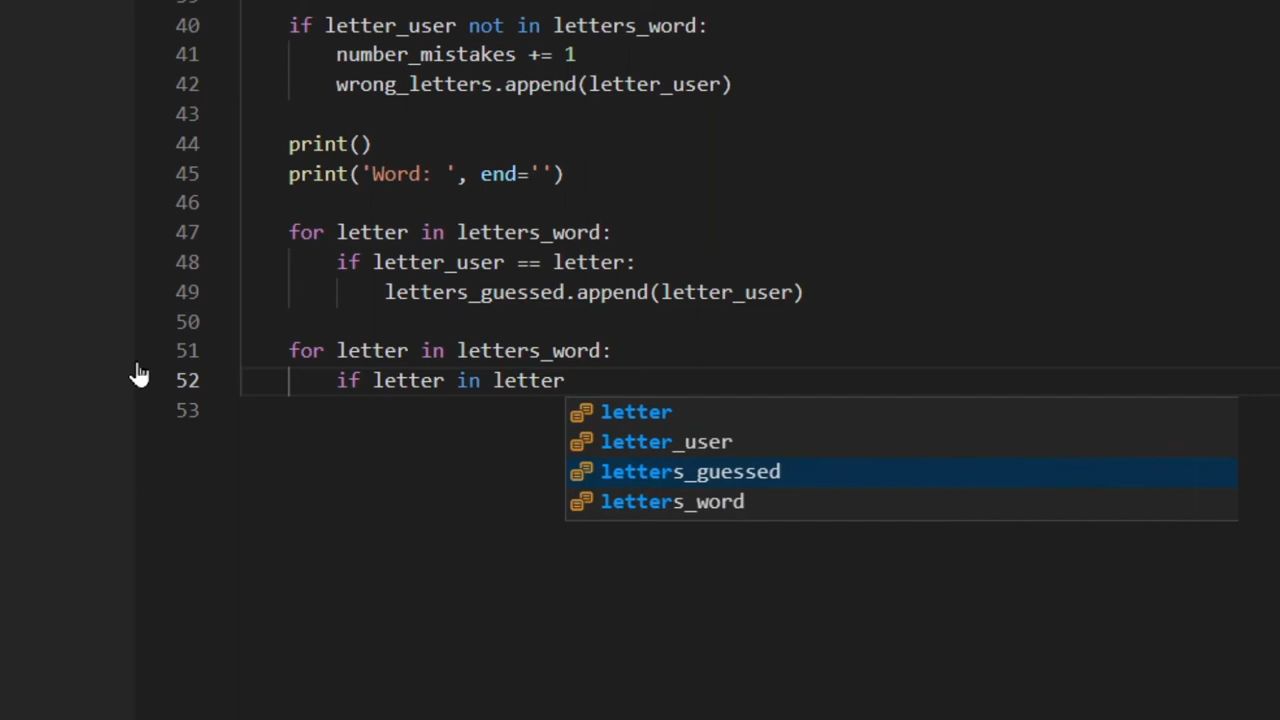 40 if letter_user not in letters_word:
41 number_mistakes += 1
42 wrong_letters.append(letter_user)
43
44 print()
45 print('Word: ', end='')
46
47 for letter in letters_word:
48 if letter_user == letter:
49 letters_guessed.append(letter_user)
50
51 for letter in letters_word:
52 if letter in letter
53
letter
letter_user
letters_guessed
letters_word